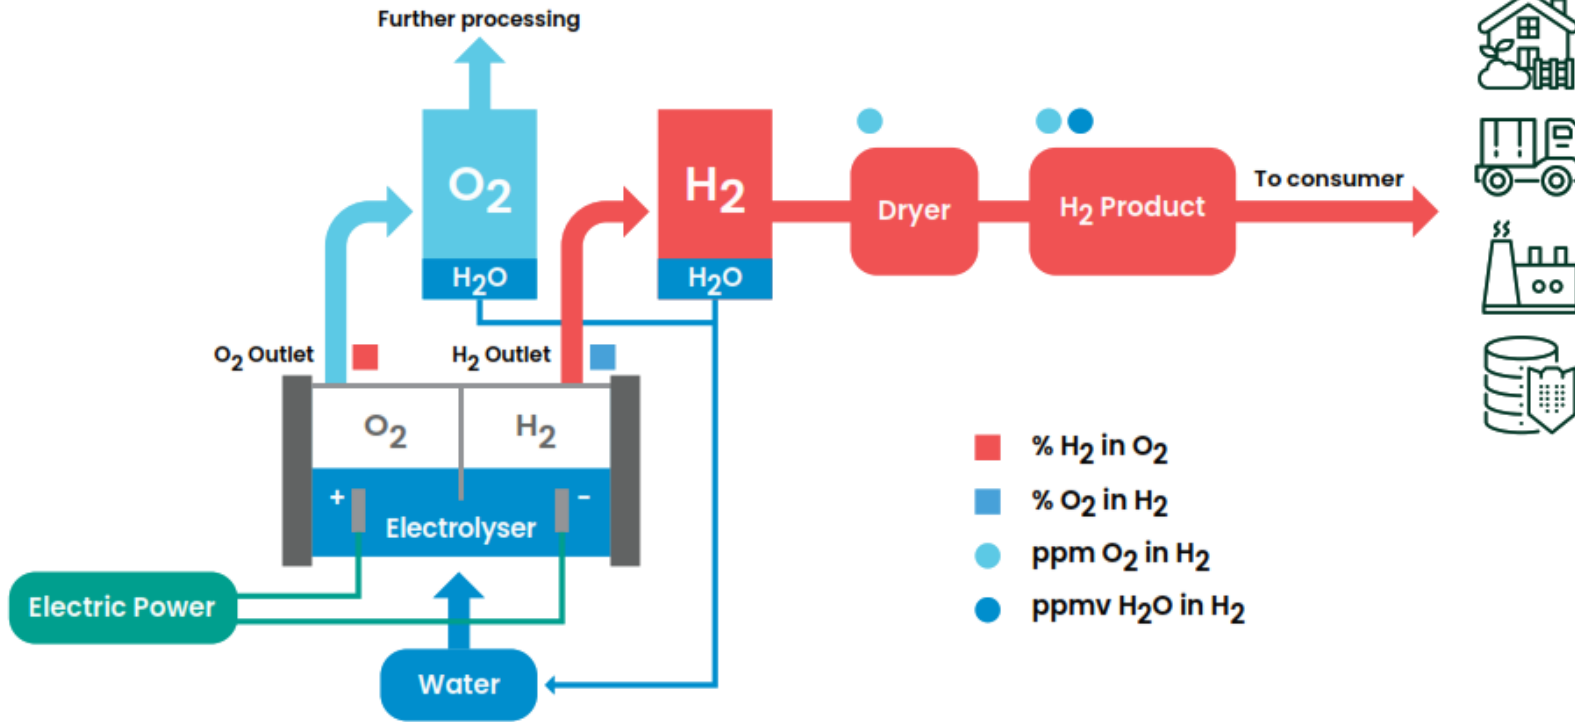 Further processing
O2
H2O
H2
H2O
Dryer
H2 Product
To consumer
O2 Outlet
H2 Outlet
O2
H2
+
−
Electrolyser
Electric Power
Water
% H2 in O2
% O2 in H2
ppm O2 in H2
ppmv H2O in H2